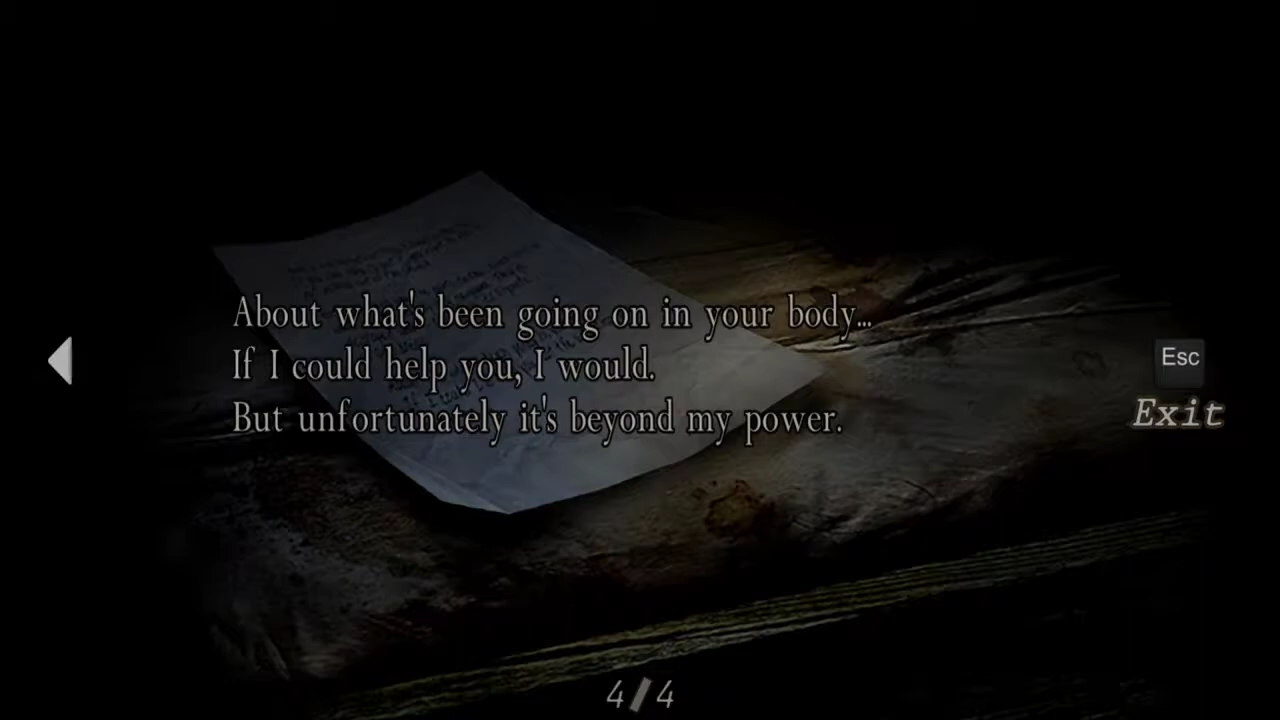 About what's been going on in your body...
If I could help you, I would.
But unfortunately it's beyond my power.
Esc
Exit
4/4